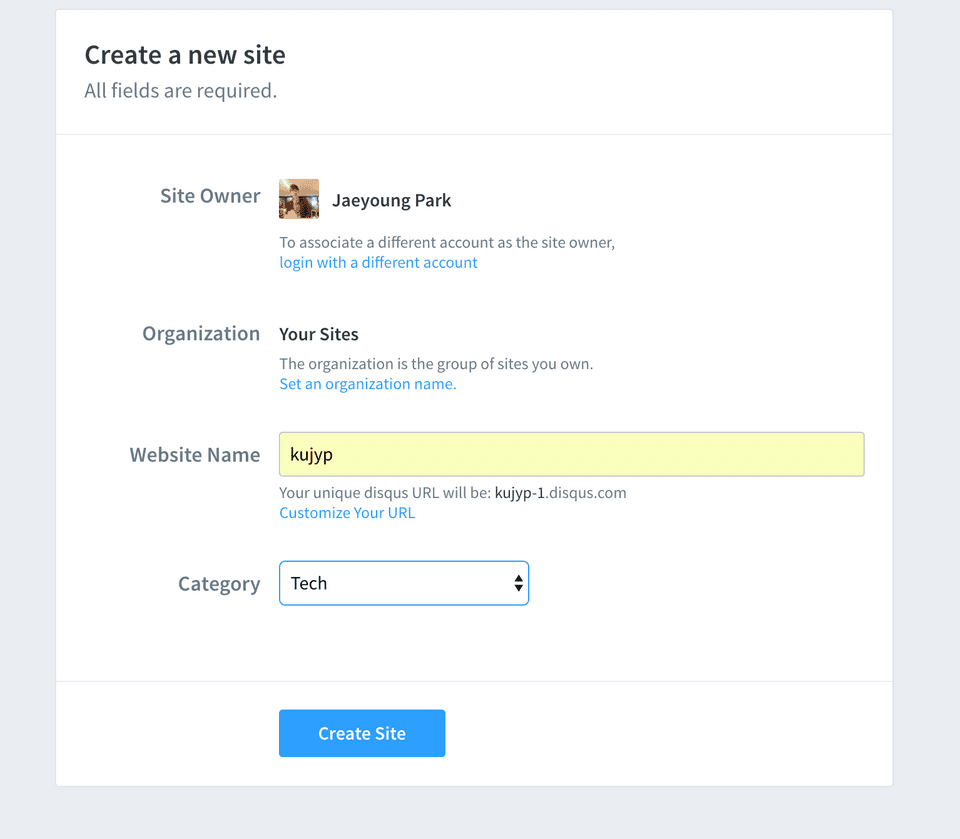 Create a new site
All fields are required.
Site Owner
Jaeyoung Park
To associate a different account as the site owner,
login with a different account
Organization
Your Sites
The organization is the group of sites you own.
Set an organization name.
Website Name
kujyp
Your unique disqus URL will be: kujyp-1.disqus.com
Customize Your URL
Category
Tech
Create Site